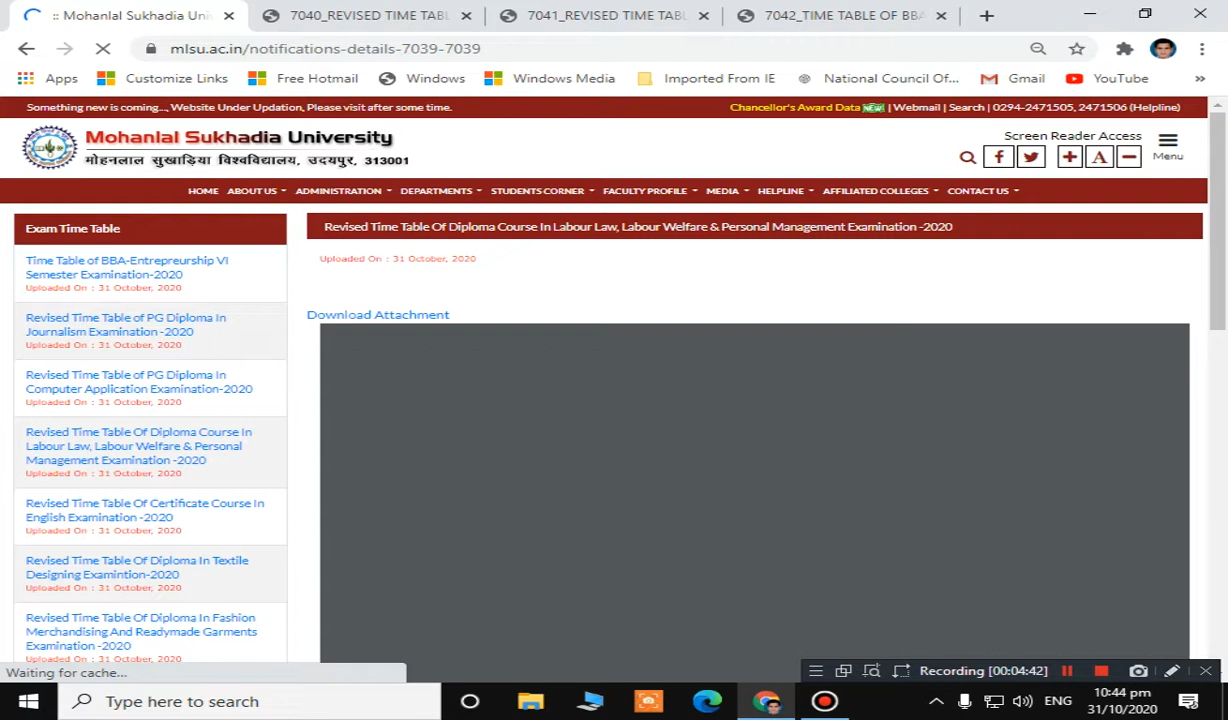 :: Mohanlal Sukhadia Uni
7040_REVISED TIME TABL
7041_REVISED TIME TABL
7042_TIME TABLE OF BBA
mlsu.ac.in/notifications-details-7039-7039
Apps
Customize Links
Free Hotmail
Windows
Windows Media
Imported From IE
National Council Of...
Gmail
YouTube
»
Something new is coming..., Website Under Updation, Please visit after some time.
Chancellor's Award Data NEW | Webmail | Search | 0294-2471505, 2471506 (Helpline)
Mohanlal Sukhadia University
मोहनलाल सुखाड़िया विश्वविद्यालय, उदयपुर, 313001
Screen Reader Access
A
Menu
HOME ABOUT US ADMINISTRATION DEPARTMENTS STUDENTS CORNER FACULTY PROFILE MEDIA HELPLINE AFFILIATED COLLEGES CONTACT US
Exam Time Table
Time Table of BBA-Entrepreurship VI
Semester Examination-2020
Uploaded On : 31 October, 2020
Revised Time Table of PG Diploma In
Journalism Examination -2020
Uploaded On : 31 October, 2020
Revised Time Table of PG Diploma In
Computer Application Examination-2020
Uploaded On : 31 October, 2020
Revised Time Table Of Diploma Course In
Labour Law, Labour Welfare & Personal
Management Examination -2020
Uploaded On : 31 October, 2020
Revised Time Table Of Certificate Course In
English Examination -2020
Uploaded On : 31 October, 2020
Revised Time Table Of Diploma In Textile
Designing Examintion-2020
Uploaded On : 31 October, 2020
Revised Time Table Of Diploma In Fashion
Merchandising And Readymade Garments
Examination -2020
Uploaded On : 31 October, 2020
Revised Time Table Of Diploma Course In Labour Law, Labour Welfare & Personal Management Examination -2020
Uploaded On : 31 October, 2020
Download Attachment
Waiting for cache...
Recording [00:04:42]
Type here to search
ENG
10:44 pm
31/10/2020